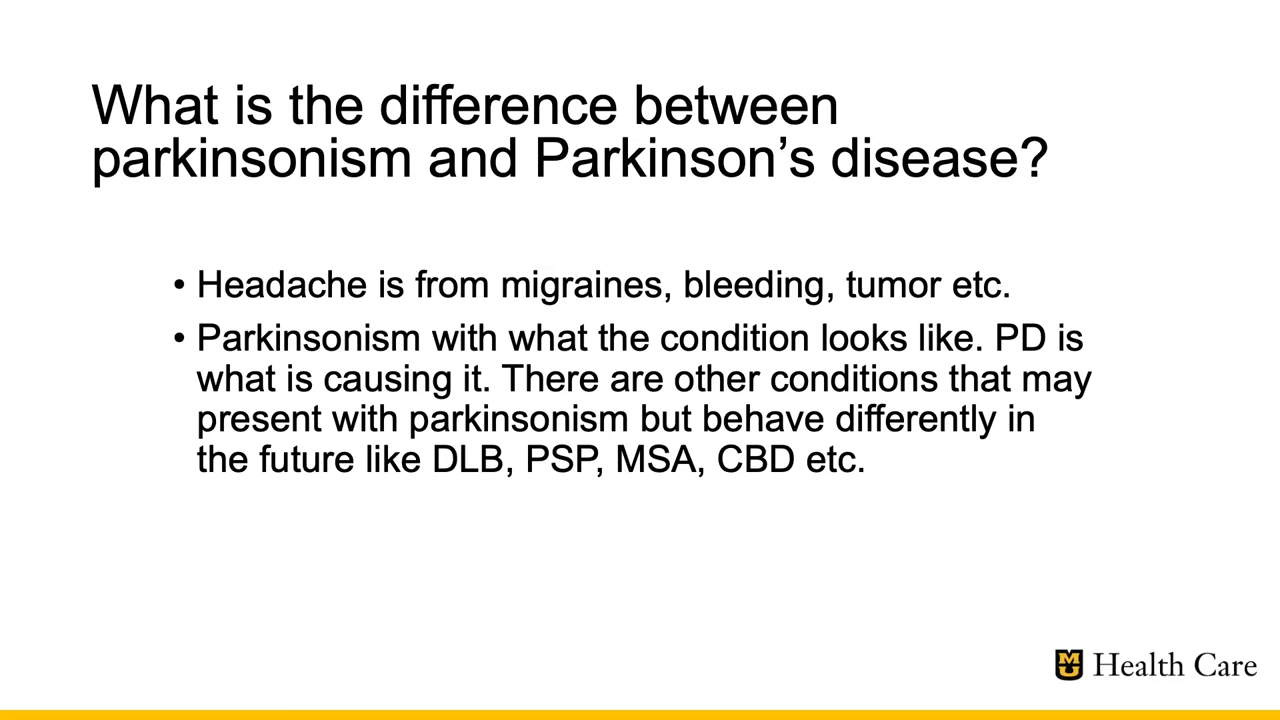 What is the difference between
parkinsonism and Parkinson’s disease?
• Headache is from migraines, bleeding, tumor etc.
• Parkinsonism with what the condition looks like. PD is
what is causing it. There are other conditions that may
present with parkinsonism but behave differently in
the future like DLB, PSP, MSA, CBD etc.
MU Health Care